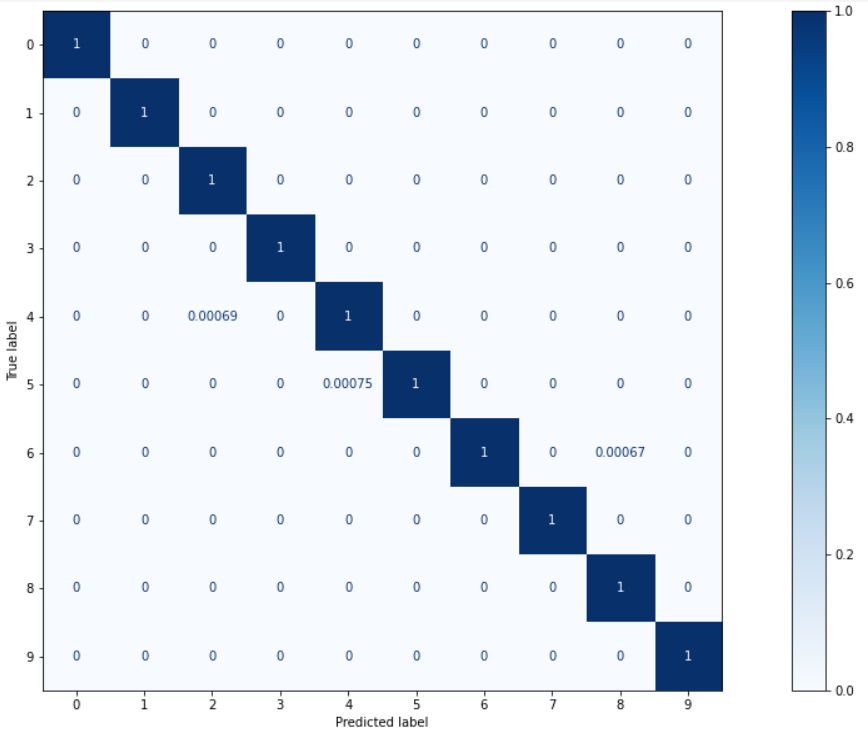 0 1 0 0 0 0 0 0 0 0 0
1 0 1 0 0 0 0 0 0 0 0
2 0 0 1 0 0 0 0 0 0 0
3 0 0 0 1 0 0 0 0 0 0
4 0 0 0.00069 0 1 0 0 0 0 0
5 0 0 0 0 0.00075 1 0 0 0 0
6 0 0 0 0 0 0 1 0 0.00067 0
7 0 0 0 0 0 0 0 1 0 0
8 0 0 0 0 0 0 0 0 1 0
9 0 0 0 0 0 0 0 0 0 1
0 1 2 3 4 5 6 7 8 9
True label
Predicted label
1.0
0.8
0.6
0.4
0.2
0.0